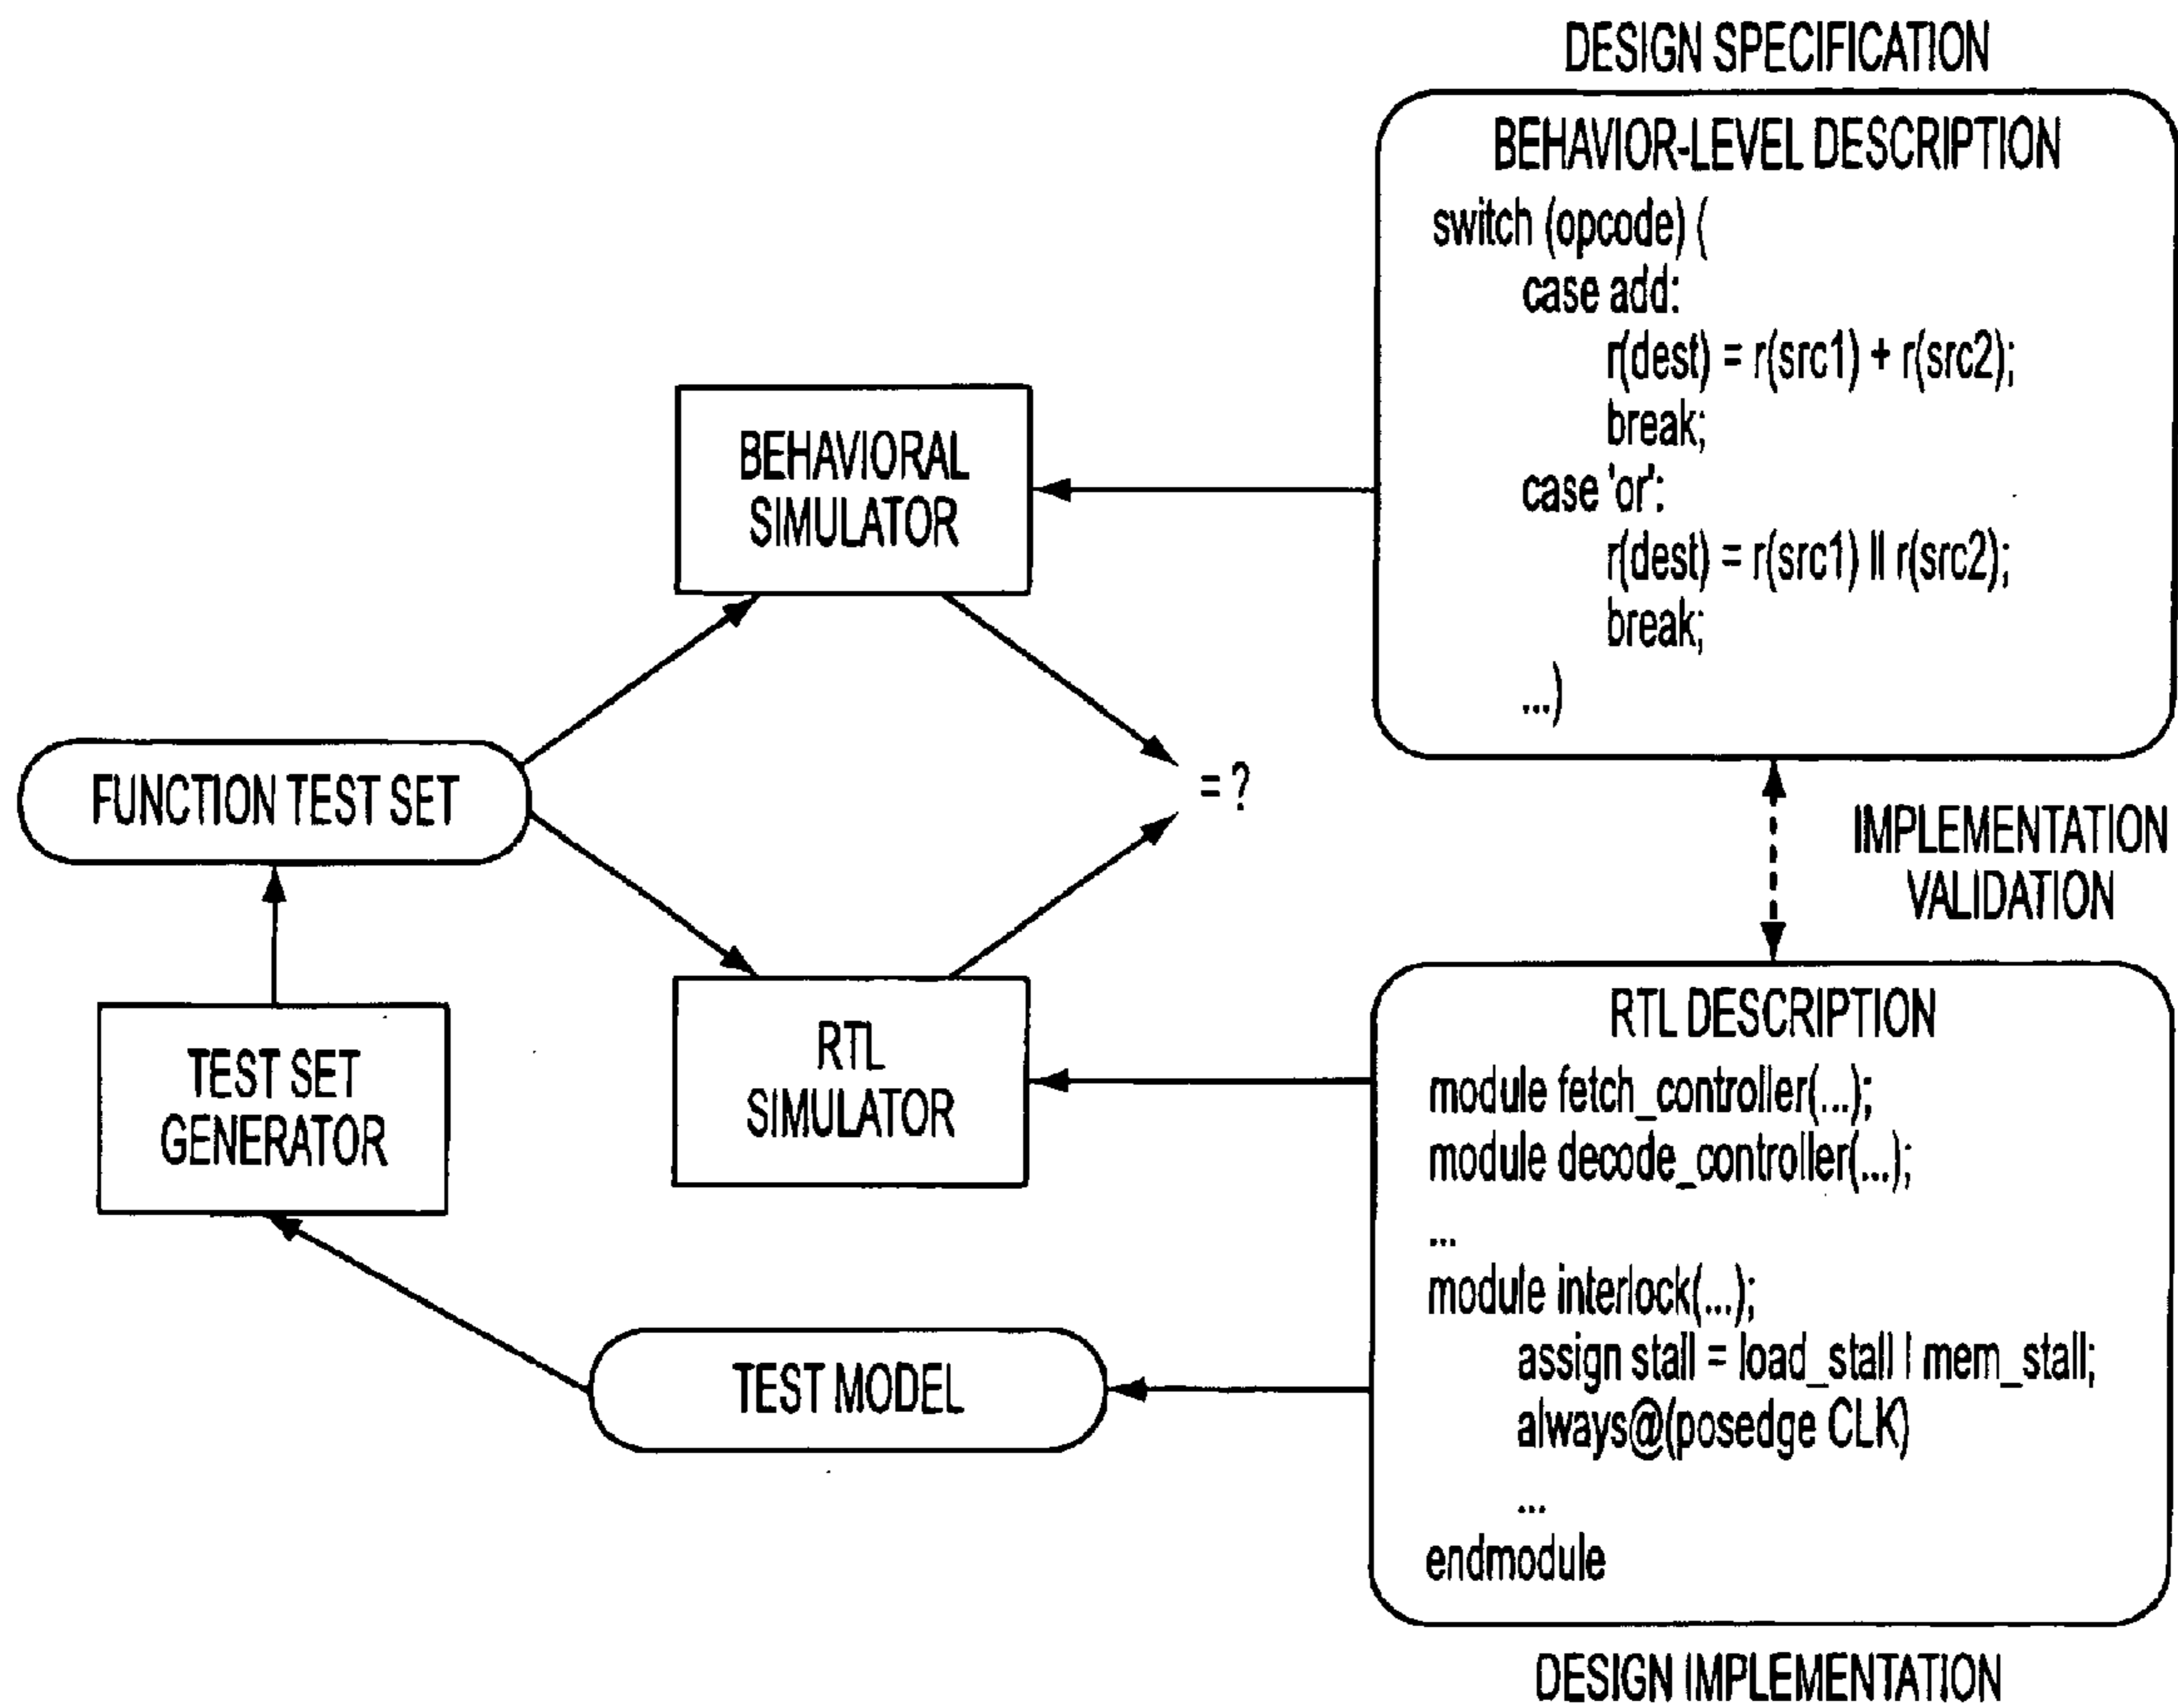 DESIGN SPECIFICATION
BEHAVIOR-LEVEL DESCRIPTION
switch (opcode) (
case add:
r(dest) = r(src1) + r(src2);
break;
case 'or':
r(dest) = r(src1) || r(src2);
break;
...)
BEHAVIORAL
SIMULATOR
FUNCTION TEST SET
= ?
IMPLEMENTATION
VALIDATION
TEST SET
GENERATOR
RTL
SIMULATOR
RTL DESCRIPTION
module fetch_controller(...);
module decode_controller(...);
...
module interlock(...);
assign stall = load_stall | mem_stall;
always@(posedge CLK)
...
endmodule
TEST MODEL
DESIGN IMPLEMENTATION